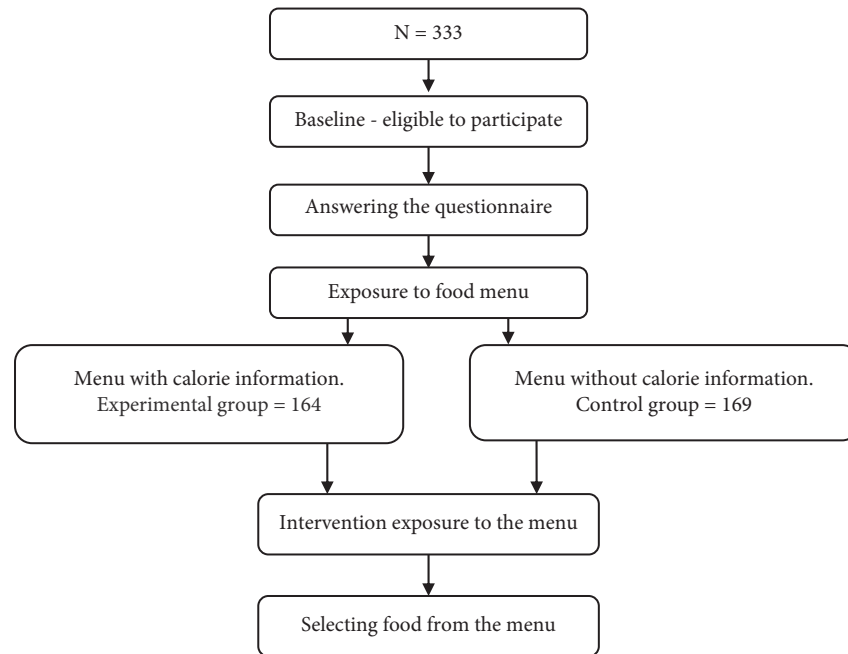 N = 333
Baseline - eligible to participate
Answering the questionnaire
Exposure to food menu
Menu with calorie information.
Experimental group = 164
Menu without calorie information.
Control group = 169
Intervention exposure to the menu
Selecting food from the menu